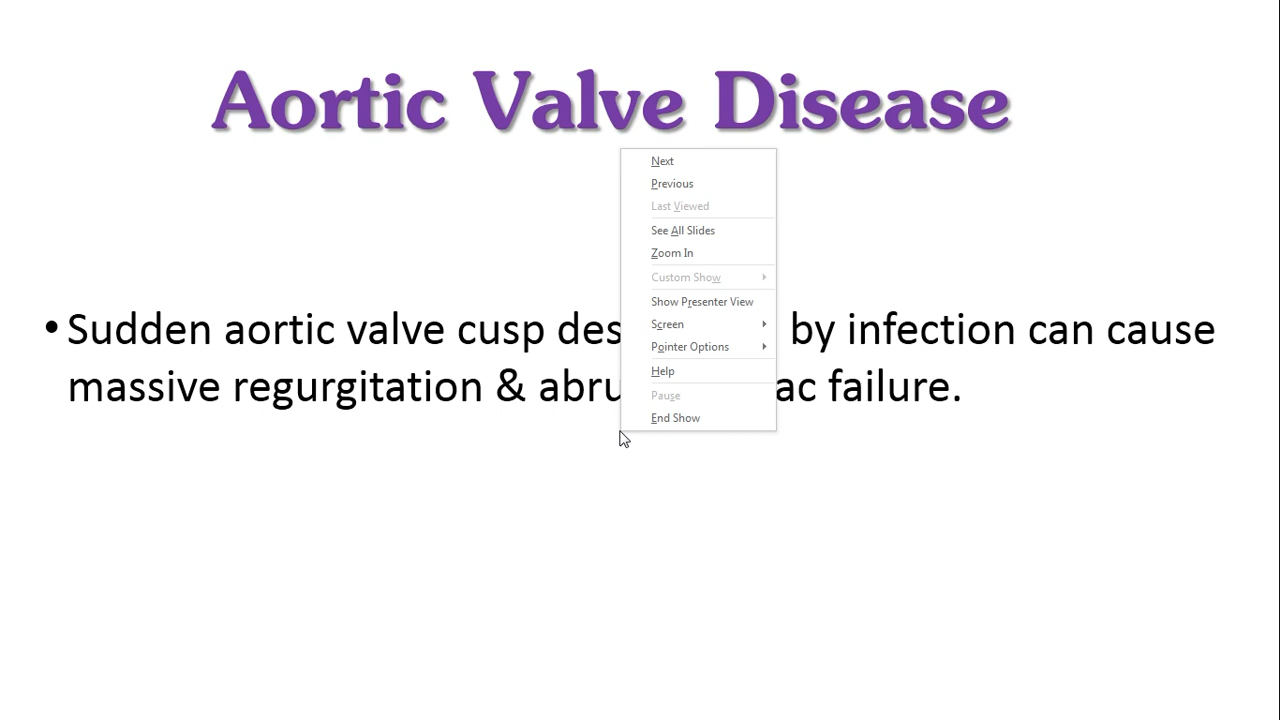 Aortic Valve Disease
Next
Previous
Last Viewed
See All Slides
Zoom In
Custom Show
Show Presenter View
Screen
Pointer Options
Help
Pause
End Show
• Sudden aortic valve cusp des by infection can cause
massive regurgitation & abru ac failure.